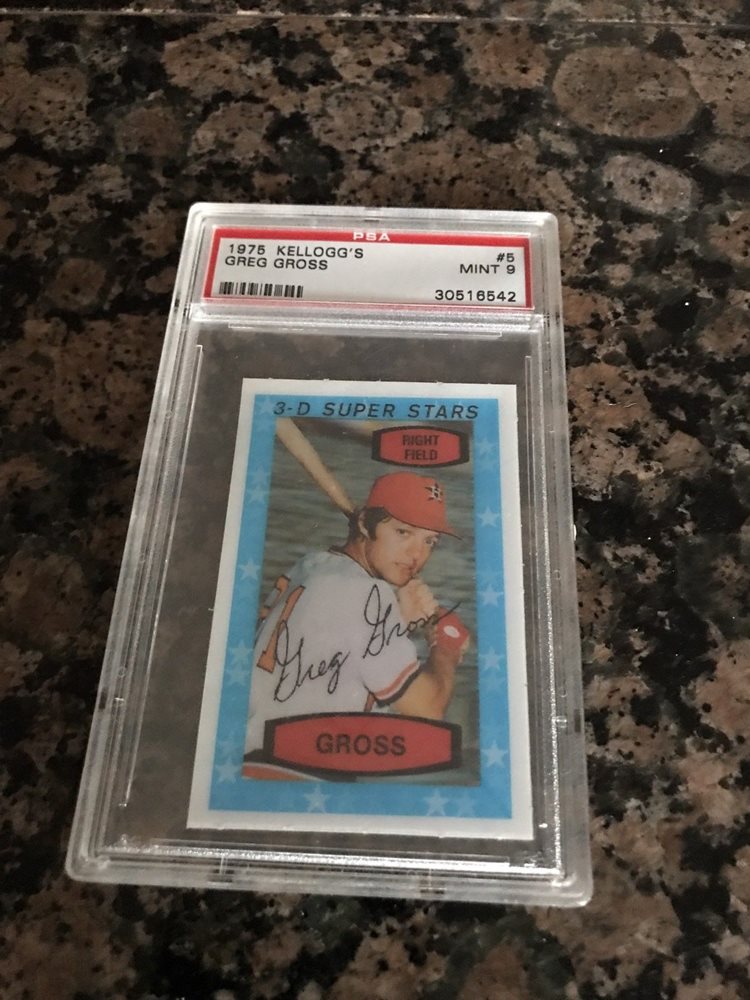 PSA
1975 KELLOGG'S #5
GREG GROSS MINT 9
30516542
3-D SUPER STARS
RIGHT
FIELD
Greg Gross
GROSS